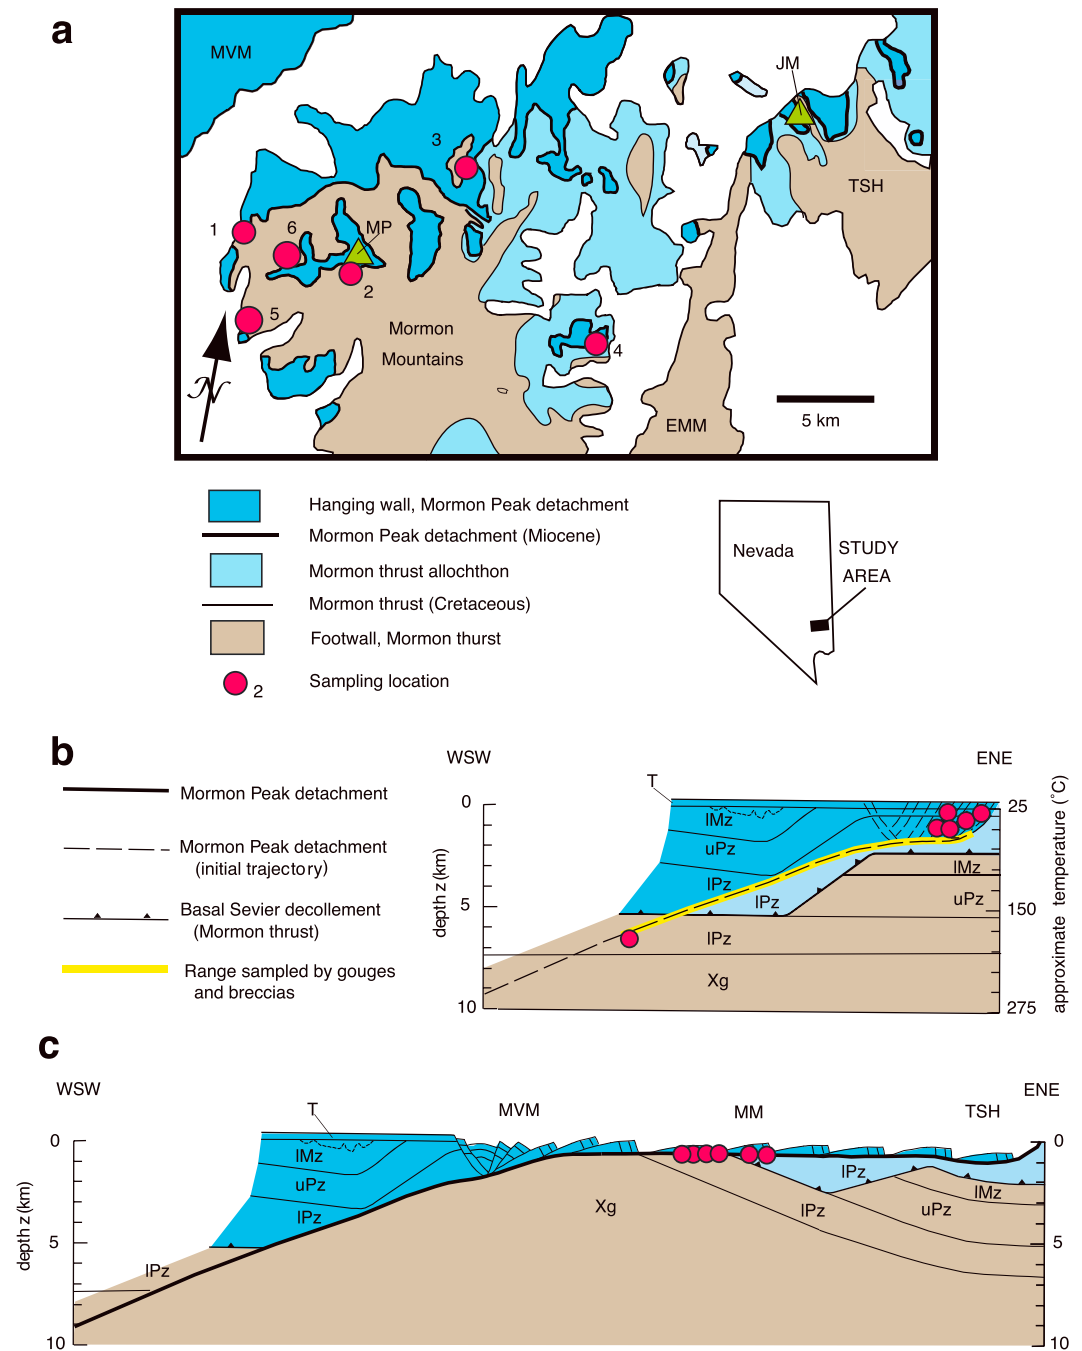 a
MVM
JM
3
TSH
1
6
MP
2
5
Mormon
Mountains
4
N
EMM
5 km
Hanging wall, Mormon Peak detachment
Mormon Peak detachment (Miocene)
Mormon thrust allochthon
Mormon thrust (Cretaceous)
Footwall, Mormon thurst
2
Sampling location
Nevada
STUDY
AREA
b
WSW
ENE
Mormon Peak detachment
Mormon Peak detachment
(initial trajectory)
Basal Sevier decollement
(Mormon thrust)
Range sampled by gouges
and breccias
T
0
25
lMz
uPz
lPz
lMz
lPz
uPz
5
150
lPz
Xg
10
275
depth z (km)
approximate temperature (˚C)
c
WSW
ENE
T
MVM
MM
TSH
0
0
lMz
uPz
lPz
lPz
lMz
Xg
lPz
uPz
5
5
lPz
10
10
depth z (km)